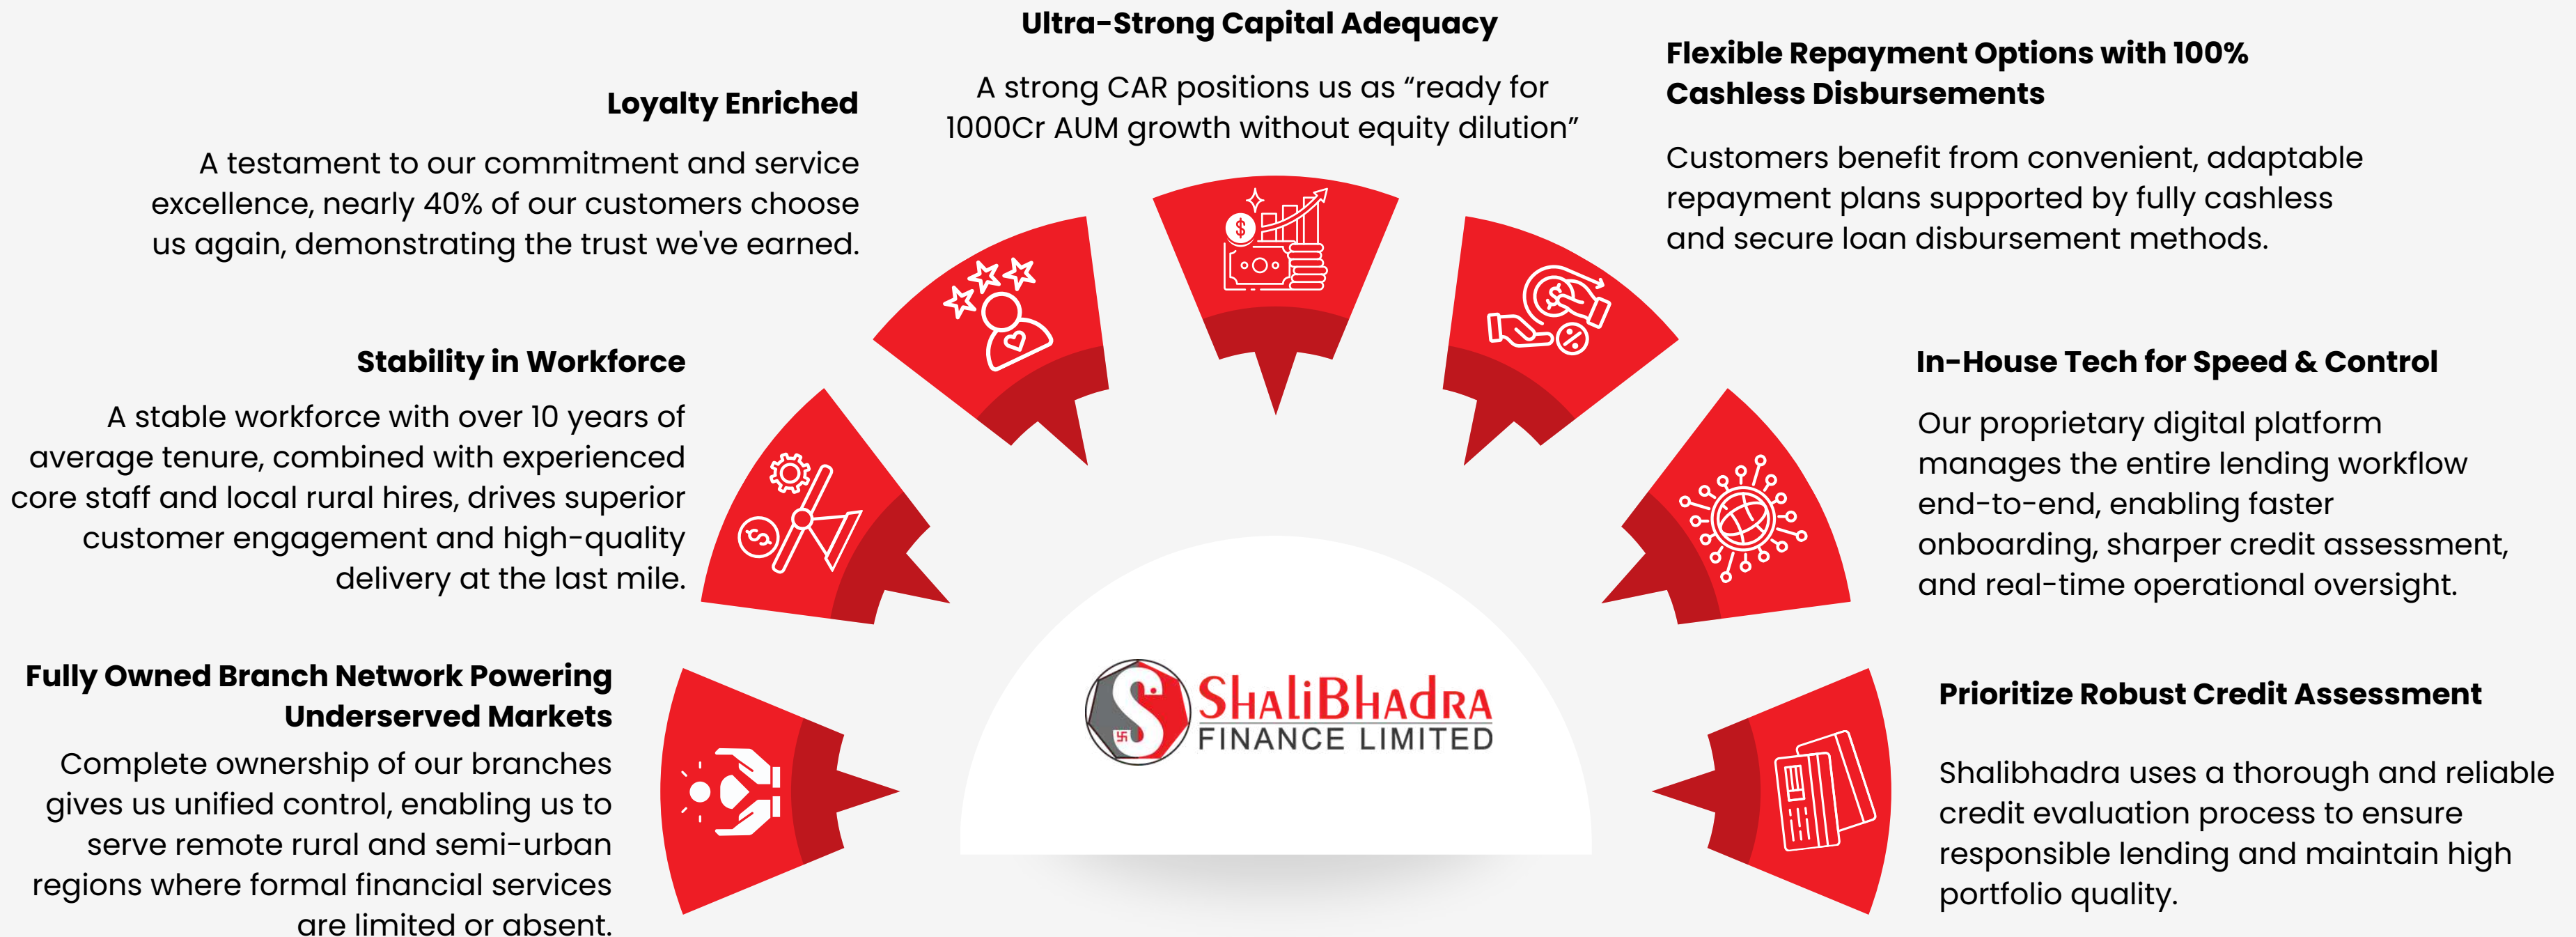 Ultra-Strong Capital Adequacy
A strong CAR positions us as “ready for
1000Cr AUM growth without equity dilution”
Loyalty Enriched
A testament to our commitment and service
excellence, nearly 40% of our customers choose
us again, demonstrating the trust we've earned.
Stability in Workforce
A stable workforce with over 10 years of
average tenure, combined with experienced
core staff and local rural hires, drives superior
customer engagement and high-quality
delivery at the last mile.
Fully Owned Branch Network Powering
Underserved Markets
Complete ownership of our branches
gives us unified control, enabling us to
serve remote rural and semi-urban
regions where formal financial services
are limited or absent.
Flexible Repayment Options with 100%
Cashless Disbursements
Customers benefit from convenient, adaptable
repayment plans supported by fully cashless
and secure loan disbursement methods.
In-House Tech for Speed & Control
Our proprietary digital platform
manages the entire lending workflow
end-to-end, enabling faster
onboarding, sharper credit assessment,
and real-time operational oversight.
Prioritize Robust Credit Assessment
Shalibhadra uses a thorough and reliable
credit evaluation process to ensure
responsible lending and maintain high
portfolio quality.
ShaliBhadra
FINANCE LIMITED